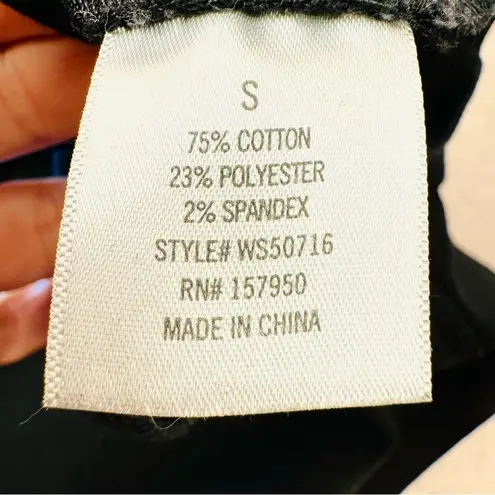 S
75% COTTON
23% POLYESTER
2% SPANDEX
STYLE# WS50716
RN# 157950
MADE IN CHINA